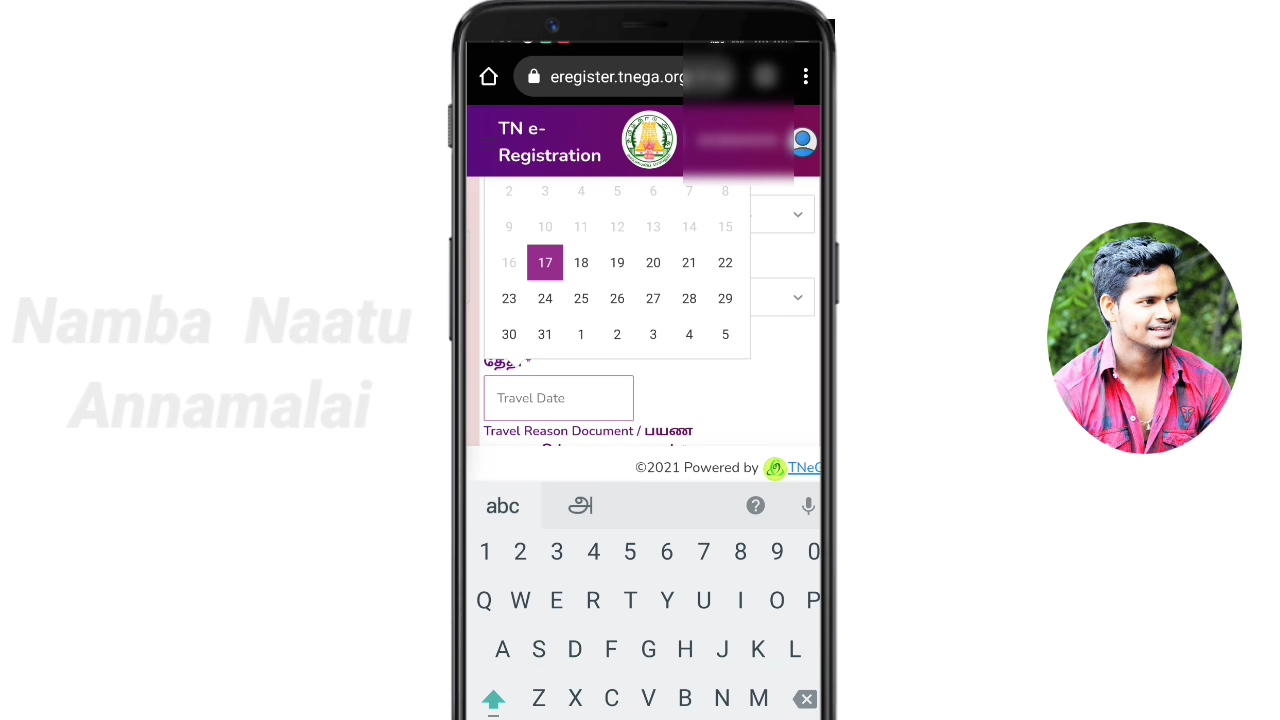 eregister.tnega.org
TN e-
Registration
2 3 4 5 6 7 8
9 10 11 12 13 14 15
16 17 18 19 20 21 22
23 24 25 26 27 28 29
30 31 1 2 3 4 5
Travel Date
Travel Reason Document / பயண
©2021 Powered by TNeG
abc அ
1 2 3 4 5 6 7 8 9 0
Q W E R T Y U I O P
A S D F G H J K L
Z X C V B N M
Namba Naatu
Annamalai